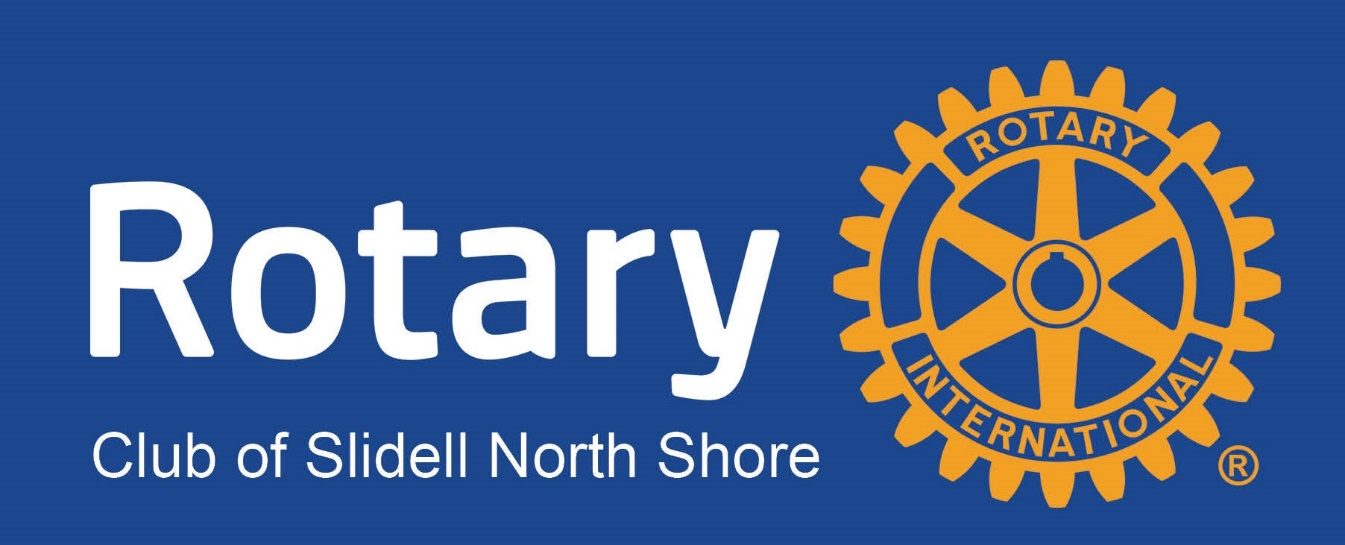 Rotary
Club of Slidell North Shore
ROTARY
INTERNATIONAL
®